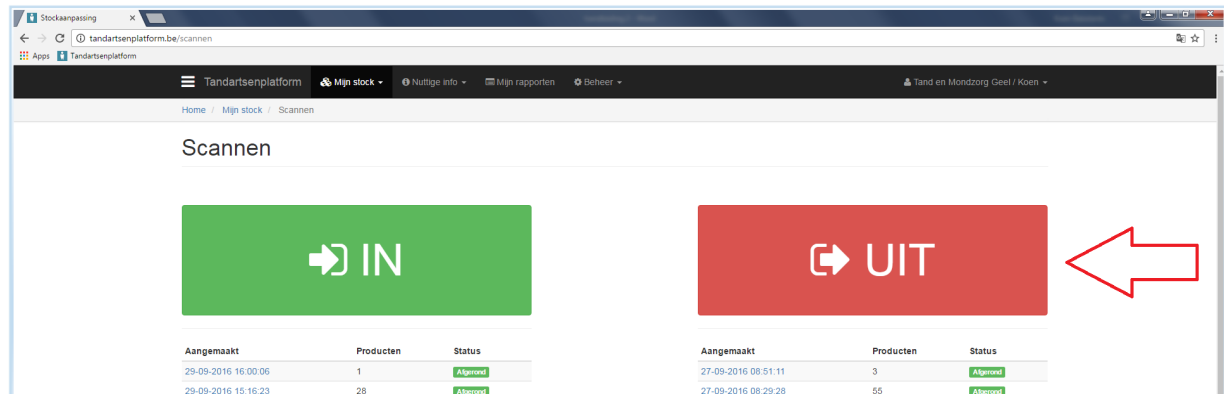 Stockaanpassing
tandartsenplatform.be/scannen
Apps Tandartsenplatform
Tandartsenplatform Mijn stock Nuttige info Mijn rapporten Beheer Tand en Mondzorg Geel / Koen
Home / Mijn stock / Scannen
Scannen
IN
UIT
Aangemaakt Producten Status
29-09-2016 16:00:06 1 Afgerond
29-09-2016 15:16:23 28 Afgerond
Aangemaakt Producten Status
27-09-2016 08:51:11 3 Afgerond
27-09-2016 08:29:28 55 Afgerond